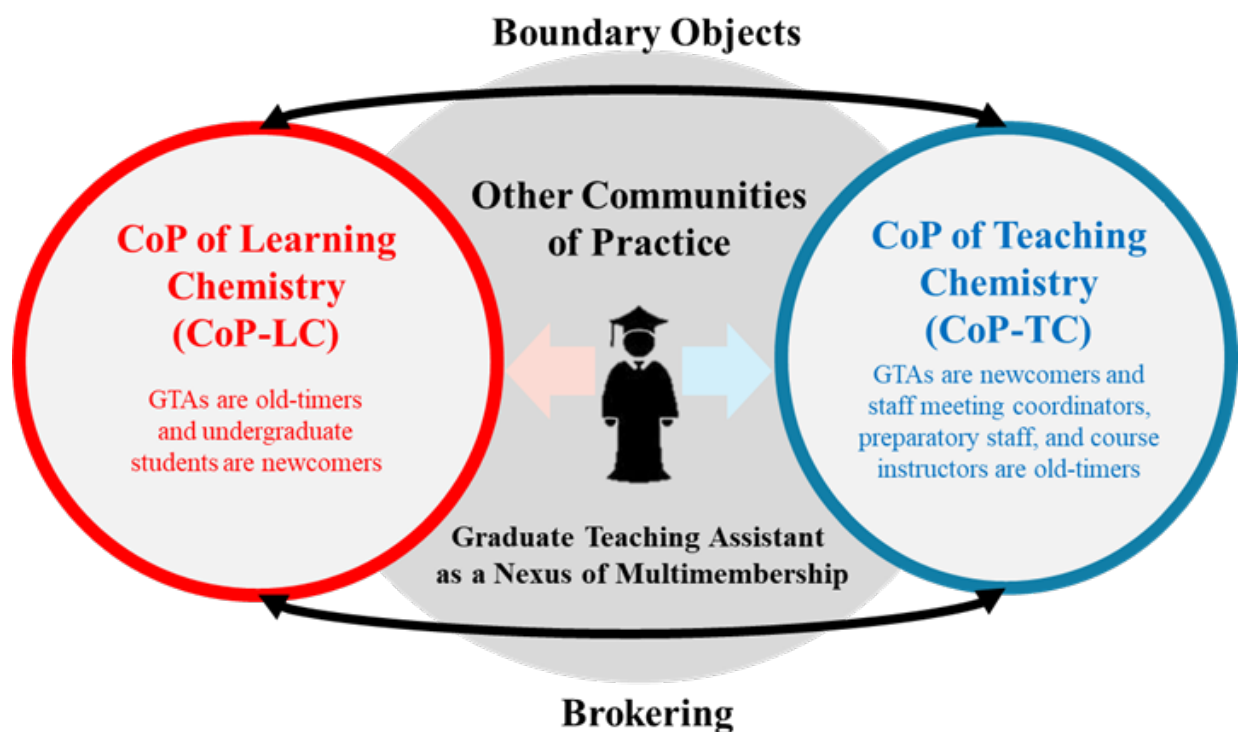 Boundary Objects
Other Communities
of Practice
CoP of Learning
Chemistry
(CoP-LC)
GTAs are old-timers
and undergraduate
students are newcomers
CoP of Teaching
Chemistry
(CoP-TC)
GTAs are newcomers and
staff meeting coordinators,
preparatory staff, and course
instructors are old-timers
Graduate Teaching Assistant
as a Nexus of Multimembership
Brokering